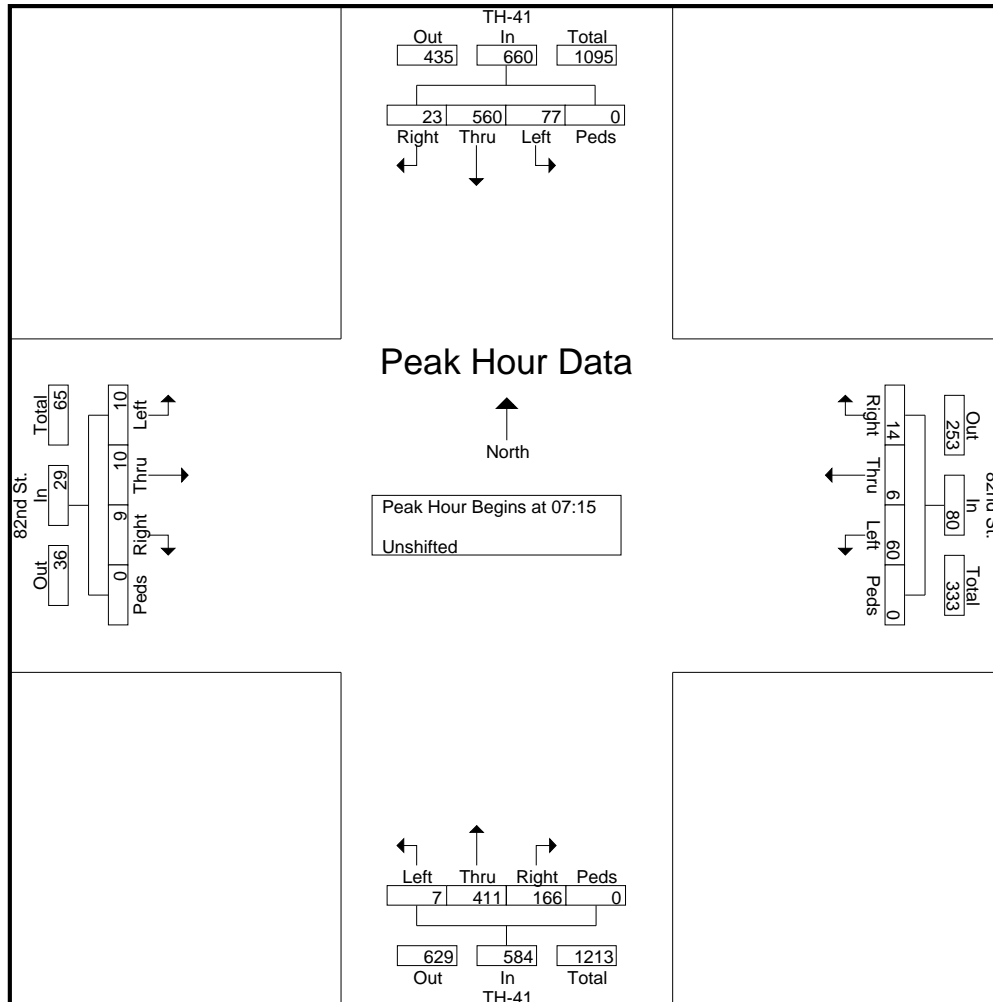 TH-41
Out In Total
435 660 1095
23 560 77 0
Right Thru Left Peds
Peak Hour Data
North
Peak Hour Begins at 07:15
Unshifted
82nd St.
Total In Out
65 29 36
10 10 9 0
Left Thru Right Peds
Right Thru Left Peds
14 6 60 0
Out In Total
253 80 333
82nd St.
Left Thru Right Peds
7 411 166 0
629 584 1213
Out In Total
TH-41